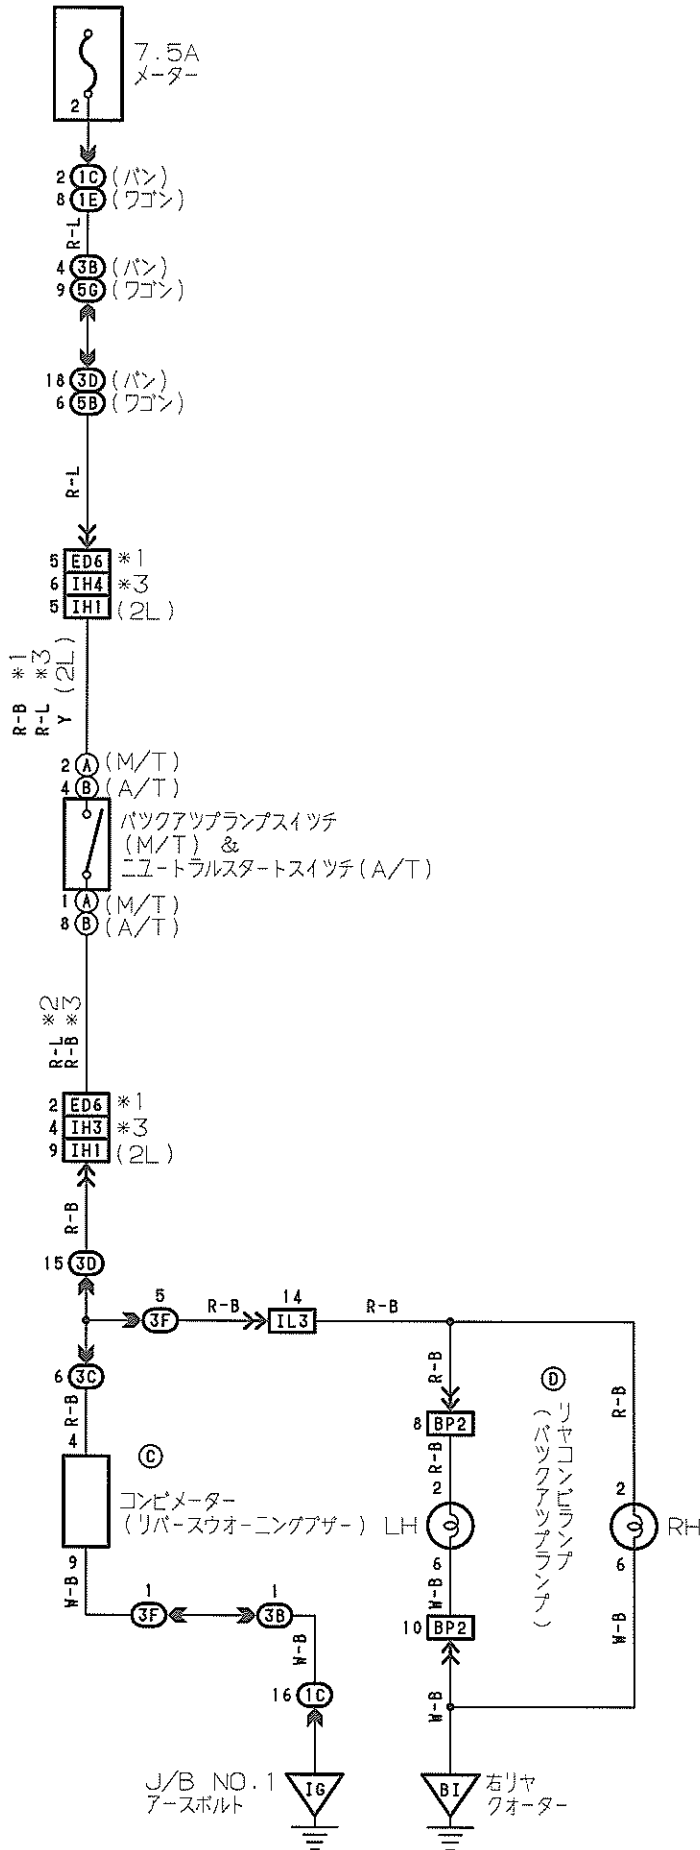 7.5A
メーター
2
2 1C (バン)
8 1E (ワゴン)
R-L
4 3B (バン)
9 5G (ワゴン)
18 3D (バン)
6 5B (ワゴン)
R-L
5 ED6 *1
6 IH4 *3
5 IH1 (2L)
R-B *1
R-L *3
Y (2L)
2 A (M/T)
4 B (A/T)
バツクアツプランプスイツチ
(M/T) &
ニユートラルスタートスイツチ(A/T)
1 A (M/T)
8 B (A/T)
R-L *2
R-B *3
2 ED6 *1
4 IH3 *3
9 IH1 (2L)
R-B
15 3D
5
3F
R-B
14
IL3
R-B
6 3C
R-B
4
C
コンビメーター
(リバースウオーニングブザー)
9
W-B
1
3F
1
3B
W-B
16 1C
J/B NO.1
アースボルト
IG
R-B
8 BP2
R-B
2
LH
6
W-B
10 BP2
W-B
D
リヤコンビランプ
(バツクアツプランプ)
R-B
2
RH
6
W-B
BI
右リヤ
クオーター